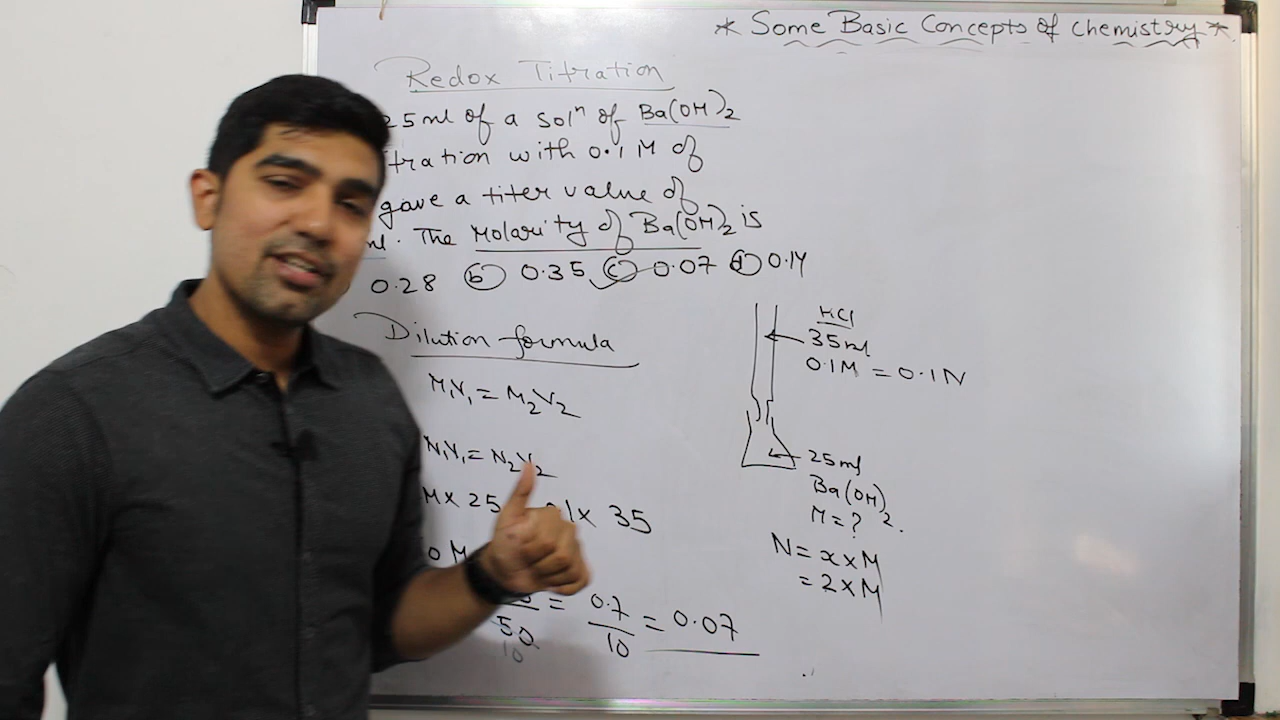 * Some Basic Concepts of Chemistry *
Redox Titration
25 ml of a solⁿ of Ba(OH)₂
tration with 0.1 M of
gave a titer value of
ml. The Molarity of Ba(OH)₂ is
0.28 (b) 0.35 (c) 0.07 (d) 0.14
Dilution formula
M₁V₁ = M₂V₂
N₁V₁ = N₂V₂
M x 25 1 x 35
0 M
50 = 0.7/10 = 0.07
10
HCl
35 ml
0.1M = 0.1N
25 ml
Ba(OH)₂.
M = ?
N = x x M
= 2 x M